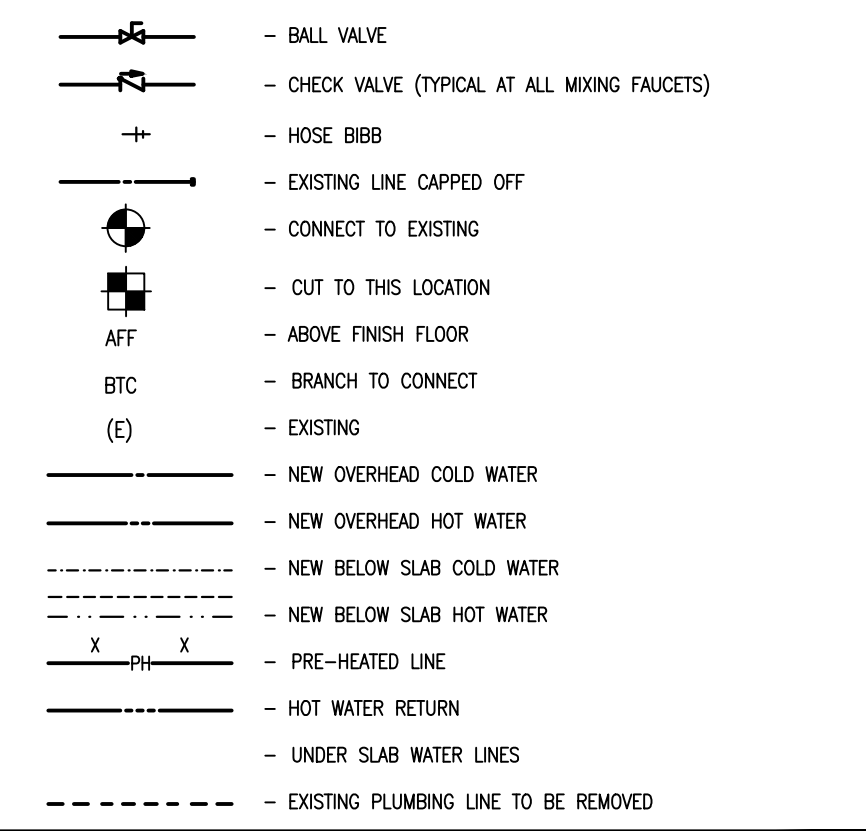 - BALL VALVE
- CHECK VALVE (TYPICAL AT ALL MIXING FAUCETS)
- HOSE BIBB
- EXISTING LINE CAPPED OFF
- CONNECT TO EXISTING
- CUT TO THIS LOCATION
AFF - ABOVE FINISH FLOOR
BTC - BRANCH TO CONNECT
(E) - EXISTING
- NEW OVERHEAD COLD WATER
- NEW OVERHEAD HOT WATER
- NEW BELOW SLAB COLD WATER
- NEW BELOW SLAB HOT WATER
X X
PH - PRE-HEATED LINE
- HOT WATER RETURN
- UNDER SLAB WATER LINES
- EXISTING PLUMBING LINE TO BE REMOVED